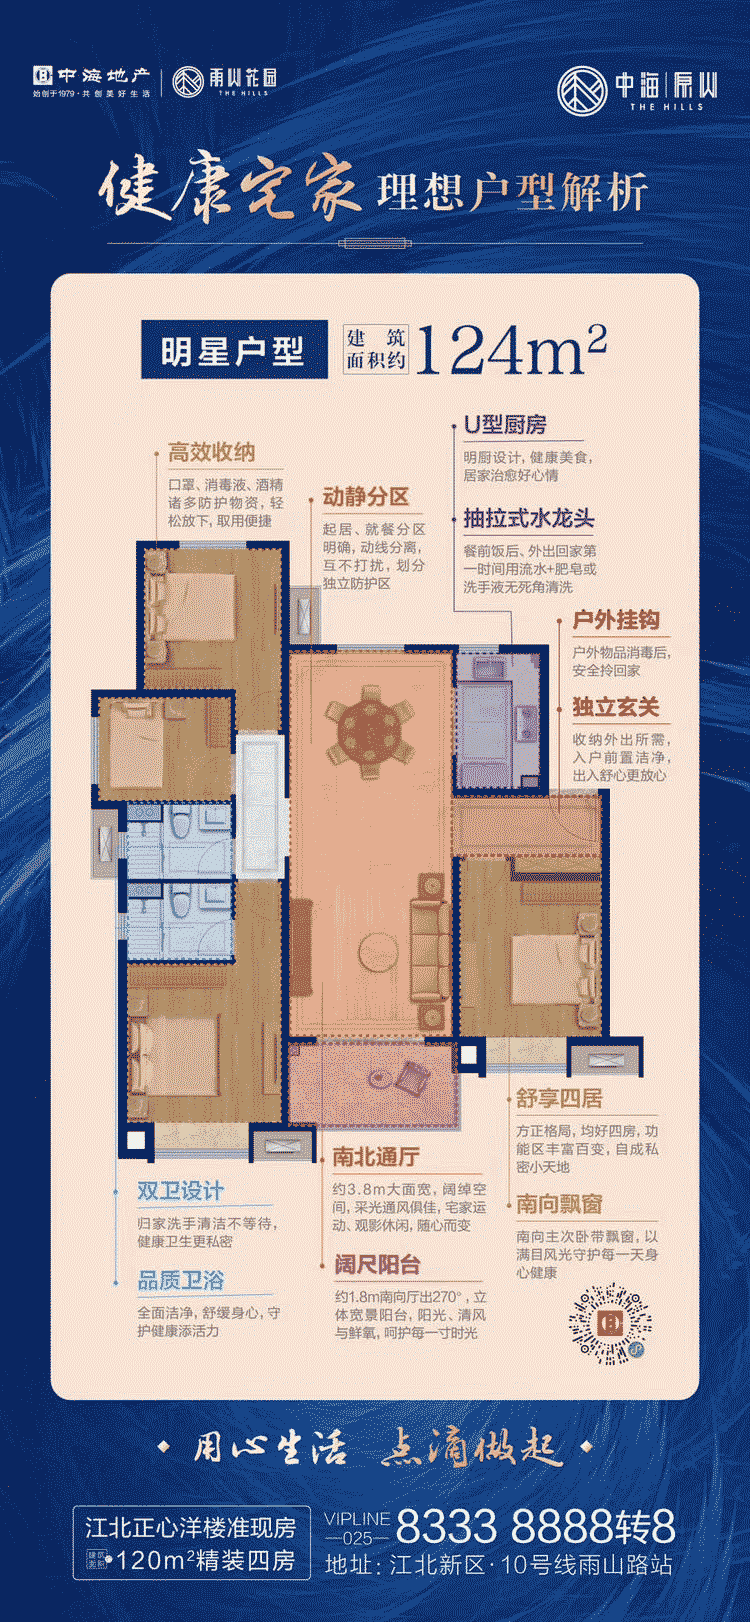 中海地产
始创于1979·共创美好生活
雨山花园
THE HILLS
中海原山
THE HILLS
健康宅家 理想户型解析
明星户型
建筑
面积约
124m²
U型厨房
明厨设计，健康美食，
居家治愈好心情
高效收纳
口罩、消毒液、酒精
诸多防护物资，轻
松放下，取用便捷
动静分区
起居、就餐分区
明确，动线分离，
互不打扰，划分
独立防护区
抽拉式水龙头
餐前饭后、外出回家第
一时间用流水+肥皂或
洗手液无死角清洗
户外挂钩
户外物品消毒后，
安全拎回家
独立玄关
收纳外出所需，
入户前置洁净，
出入舒心更放心
舒享四居
方正格局，均好四房，功
能区丰富百变，自成私
密小天地
南北通厅
约3.8m大面宽，阔绰空
间，采光通风俱佳，宅家运
动、观影休闲，随心而变
双卫设计
归家洗手清洁不等待，
健康卫生更私密
南向飘窗
南向主次卧带飘窗，以
满目风光守护每一天身
心健康
阔尺阳台
约1.8m南向厅出270°，立
体宽景阳台，阳光、清风
与鲜氧，呵护每一寸时光
品质卫浴
全面洁净，舒缓身心，守
护健康添活力
用心生活 点滴做起
江北正心洋楼准现房
建筑
面积
120m²精装四房
VIPLINE
025
8333 8888转8
地址：江北新区·10号线雨山路站